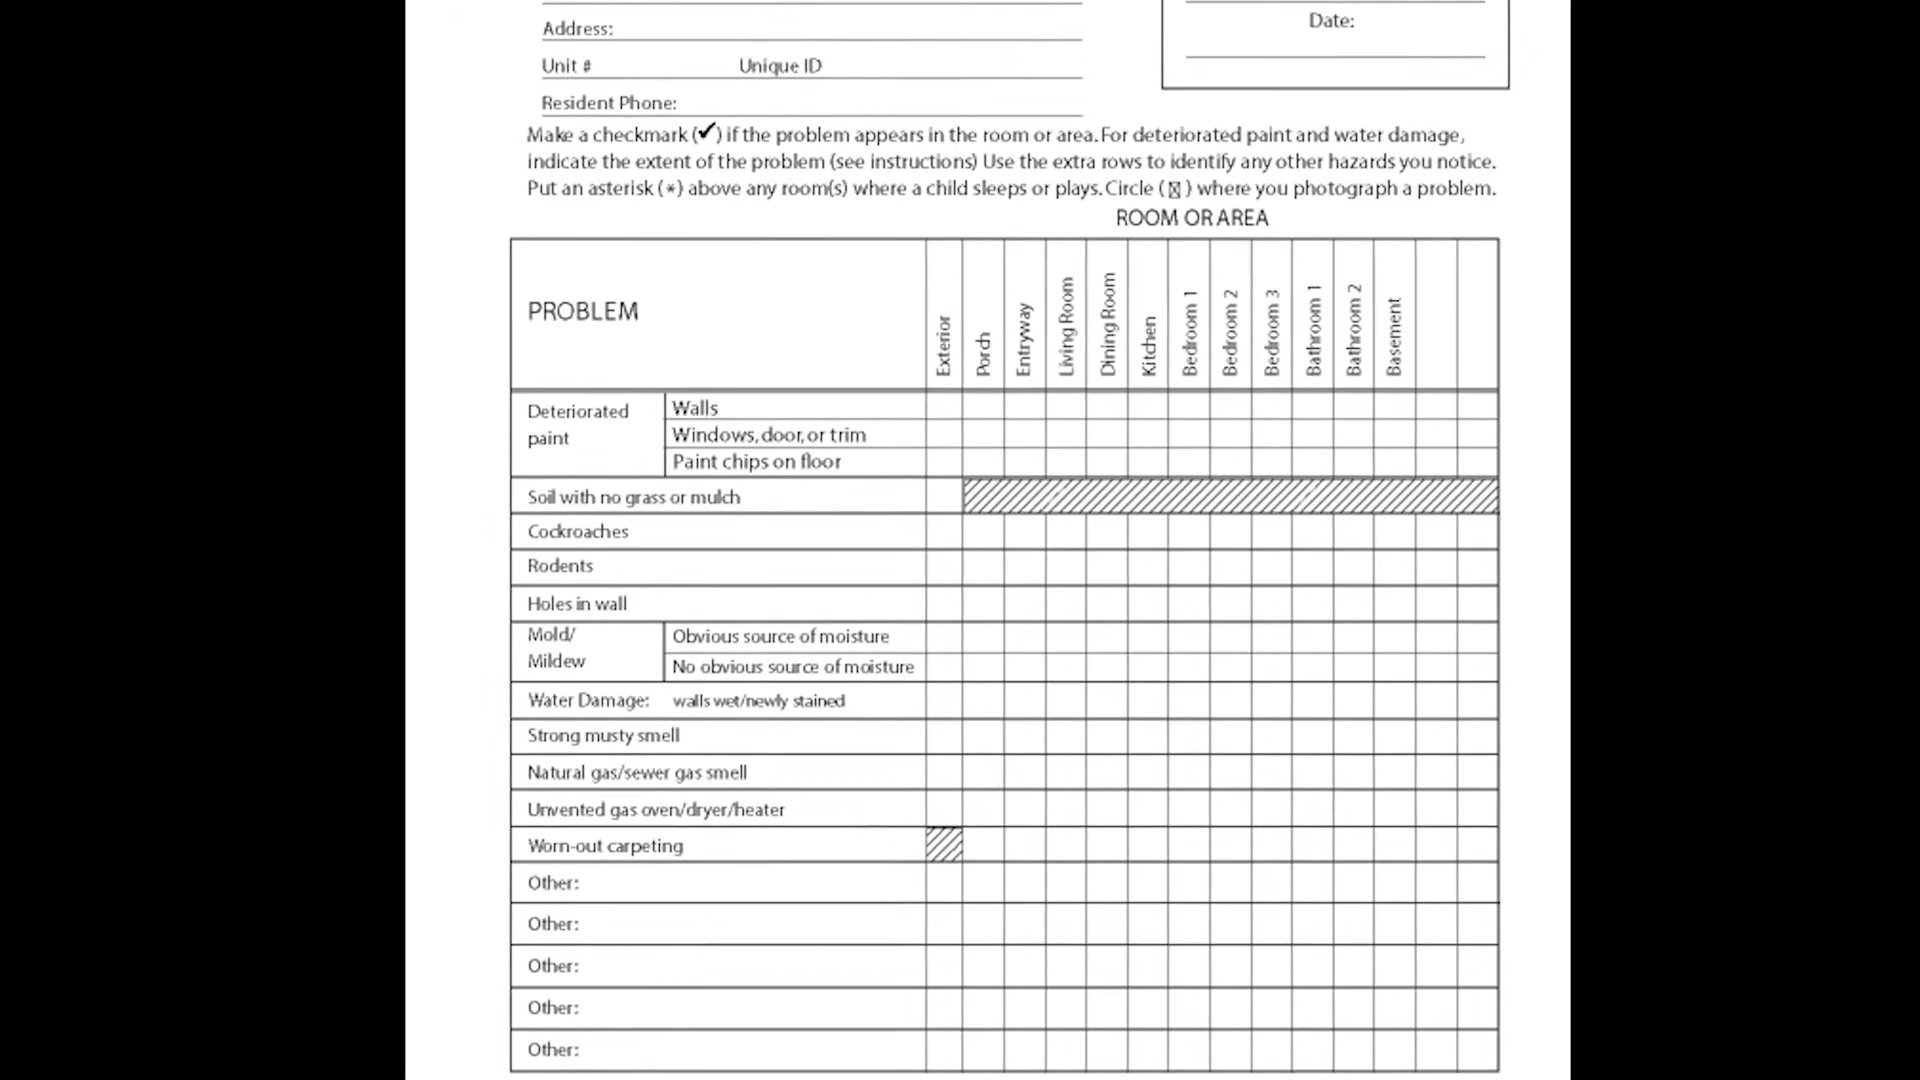 Address:
Date:
Unit # Unique ID
Resident Phone:
Make a checkmark (✔) if the problem appears in the room or area. For deteriorated paint and water damage,
indicate the extent of the problem (see instructions) Use the extra rows to identify any other hazards you notice.
Put an asterisk (*) above any room(s) where a child sleeps or plays. Circle ( ) where you photograph a problem.
ROOM OR AREA
PROBLEM
Exterior
Porch
Entryway
Living Room
Dining Room
Kitchen
Bedroom 1
Bedroom 2
Bedroom 3
Bathroom 1
Bathroom 2
Basement
Deteriorated
paint
Walls
Windows, door, or trim
Paint chips on floor
Soil with no grass or mulch
Cockroaches
Rodents
Holes in wall
Mold/
Mildew
Obvious source of moisture
No obvious source of moisture
Water Damage: walls wet/newly stained
Strong musty smell
Natural gas/sewer gas smell
Unvented gas oven/dryer/heater
Worn-out carpeting
Other:
Other:
Other:
Other:
Other: